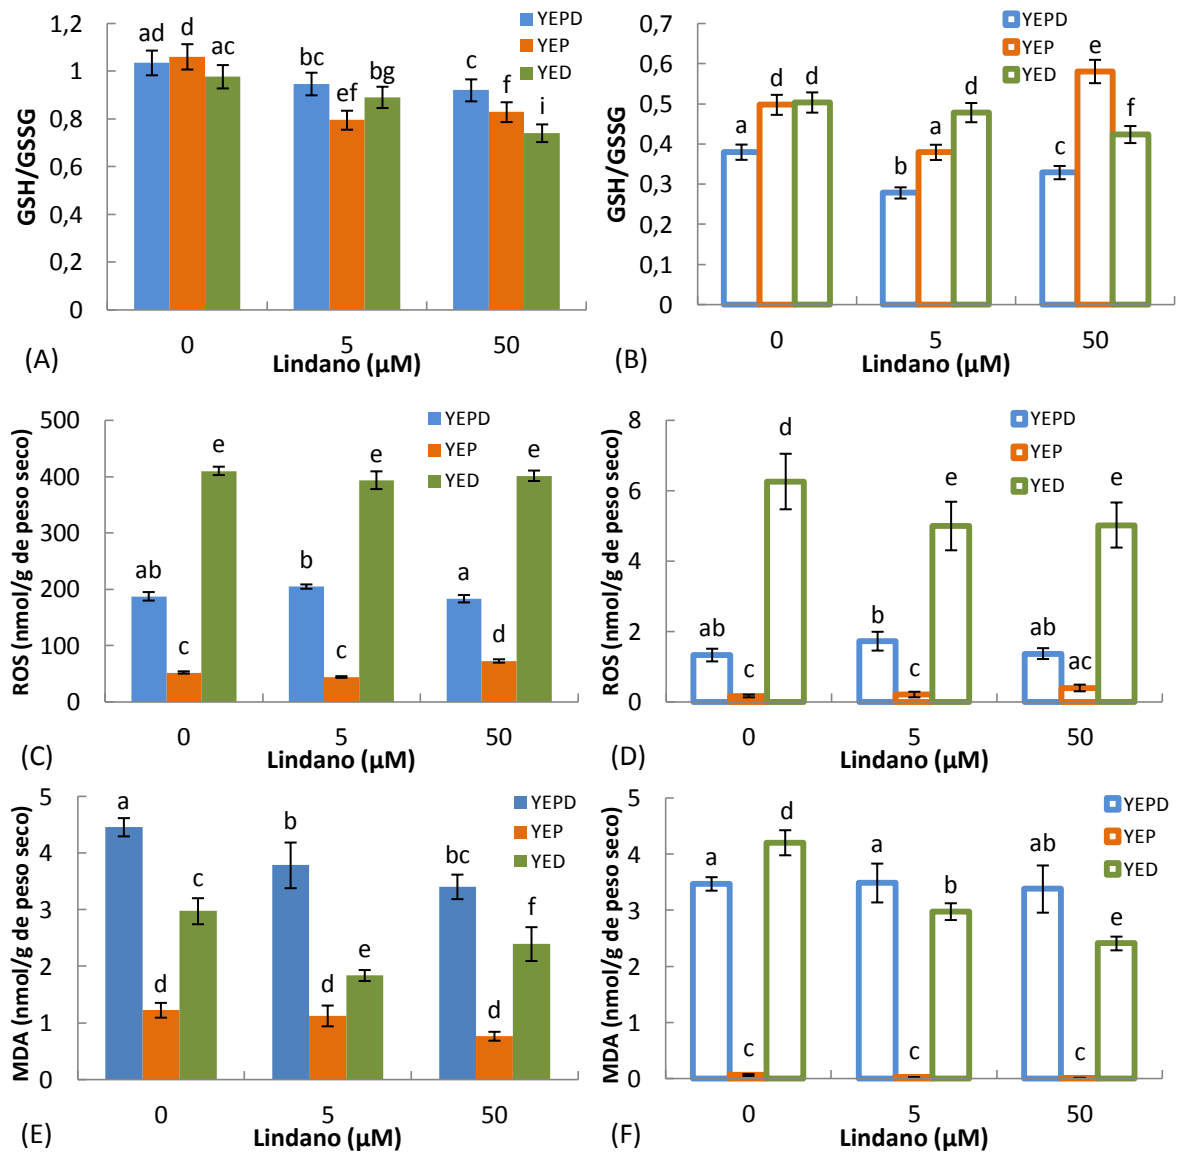 GSH/GSSG
1,2
1
0,8
0,6
0,4
0,2
0
ad
d
ac
bc
ef
bg
c
f
i
YEPD
YEP
YED
0
5
50
(A)
Lindano (µM)
GSH/GSSG
0,7
0,6
0,5
0,4
0,3
0,2
0,1
0
a
d
d
b
a
d
c
e
f
YEPD
YEP
YED
0
5
50
(B)
Lindano (µM)
ROS (nmol/g de peso seco)
500
400
300
200
100
0
ab
c
e
b
c
e
a
d
e
YEPD
YEP
YED
0
5
50
(C)
Lindano (µM)
ROS (nmol/g de peso seco)
8
6
4
2
0
ab
c
d
b
c
e
ab
ac
e
YEPD
YEP
YED
0
5
50
(D)
Lindano (µM)
MDA (nmol/g de peso seco)
5
4
3
2
1
0
a
d
c
b
d
e
bc
d
f
YEPD
YEP
YED
0
5
50
(E)
Lindano (µM)
MDA (nmol/g de peso seco)
5
4
3
2
1
0
a
c
d
a
c
b
ab
c
e
YEPD
YEP
YED
0
5
50
(F)
Lindano (µM)